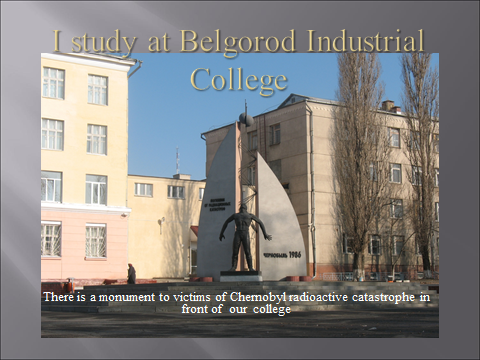 I study at Belgorod Industrial
College
ЧЕРНОБЫЛЬ 1986
There is a monument to victims of Chernobyl radioactive catastrophe in
front of our college